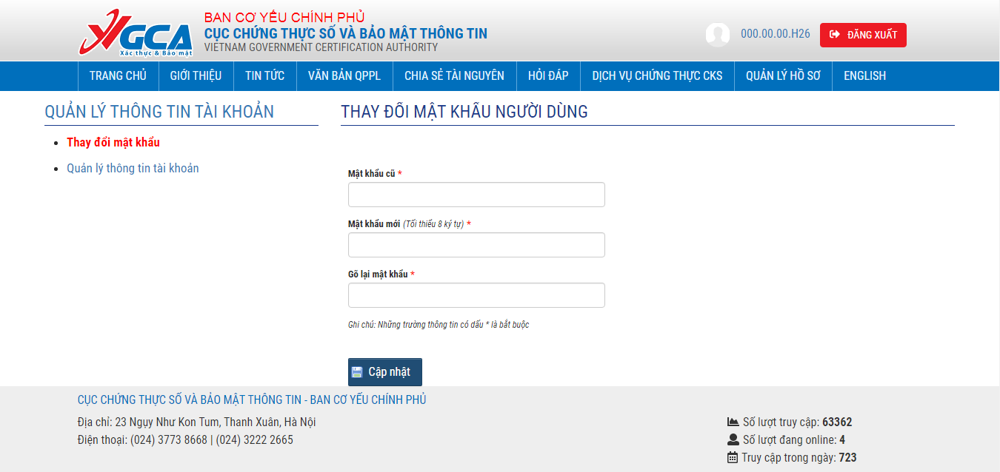 VGCA
Xác thực & Bảo mật
BAN CƠ YẾU CHÍNH PHỦ
CỤC CHỨNG THỰC SỐ VÀ BẢO MẬT THÔNG TIN
VIETNAM GOVERNMENT CERTIFICATION AUTHORITY
000.00.00.H26
ĐĂNG XUẤT
TRANG CHỦ GIỚI THIỆU TIN TỨC VĂN BẢN QPPL CHIA SẺ TÀI NGUYÊN HỎI ĐÁP DỊCH VỤ CHỨNG THỰC CKS QUẢN LÝ HỒ SƠ ENGLISH
QUẢN LÝ THÔNG TIN TÀI KHOẢN
Thay đổi mật khẩu
Quản lý thông tin tài khoản
THAY ĐỔI MẬT KHẨU NGƯỜI DÙNG
Mật khẩu cũ *
Mật khẩu mới (Tối thiểu 8 ký tự) *
Gõ lại mật khẩu *
Ghi chú: Những trường thông tin có dấu * là bắt buộc
Cập nhật
CỤC CHỨNG THỰC SỐ VÀ BẢO MẬT THÔNG TIN - BAN CƠ YẾU CHÍNH PHỦ
Địa chỉ: 23 Ngụy Như Kon Tum, Thanh Xuân, Hà Nội
Điện thoại: (024) 3773 8668 | (024) 3222 2665
Số lượt truy cập: 63362
Số lượt đang online: 4
Truy cập trong ngày: 723